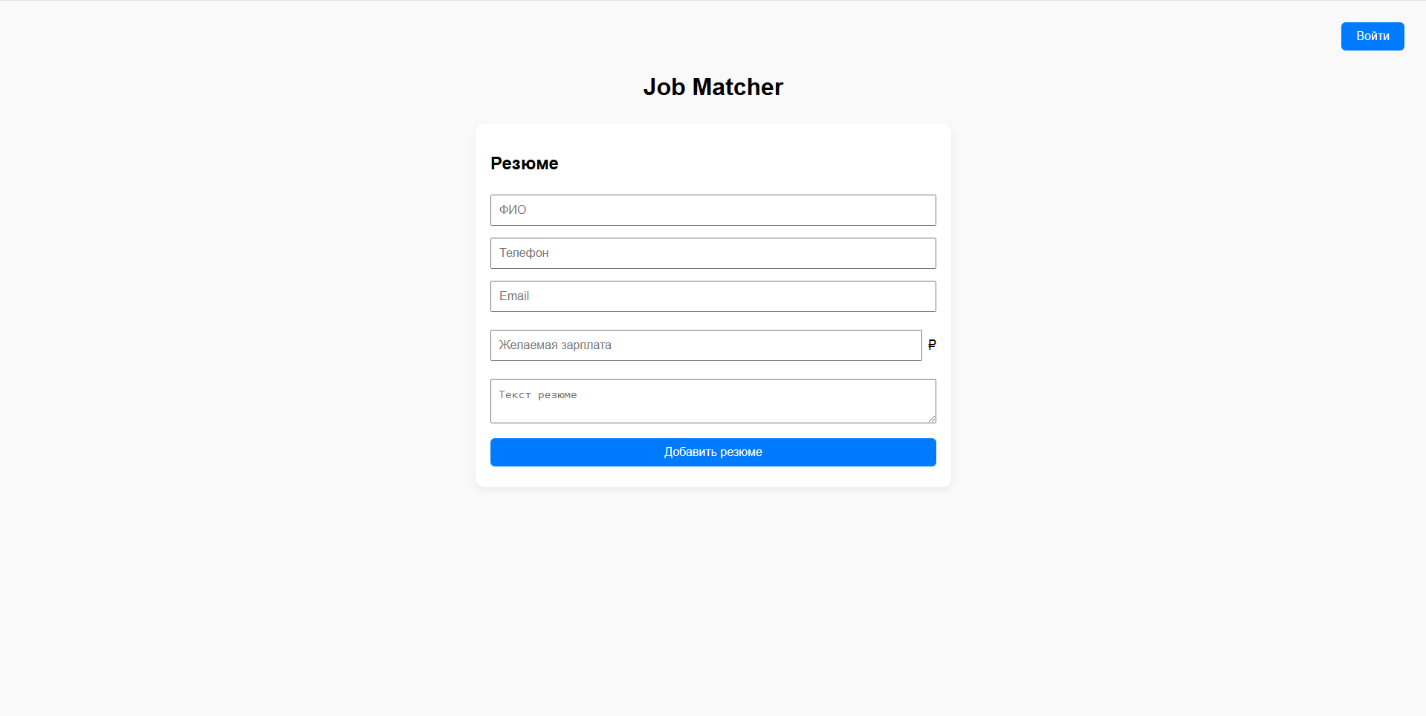 Войти
Job Matcher
Резюме
ФИО
Телефон
Email
Желаемая зарплата ₽
Текст резюме
Добавить резюме